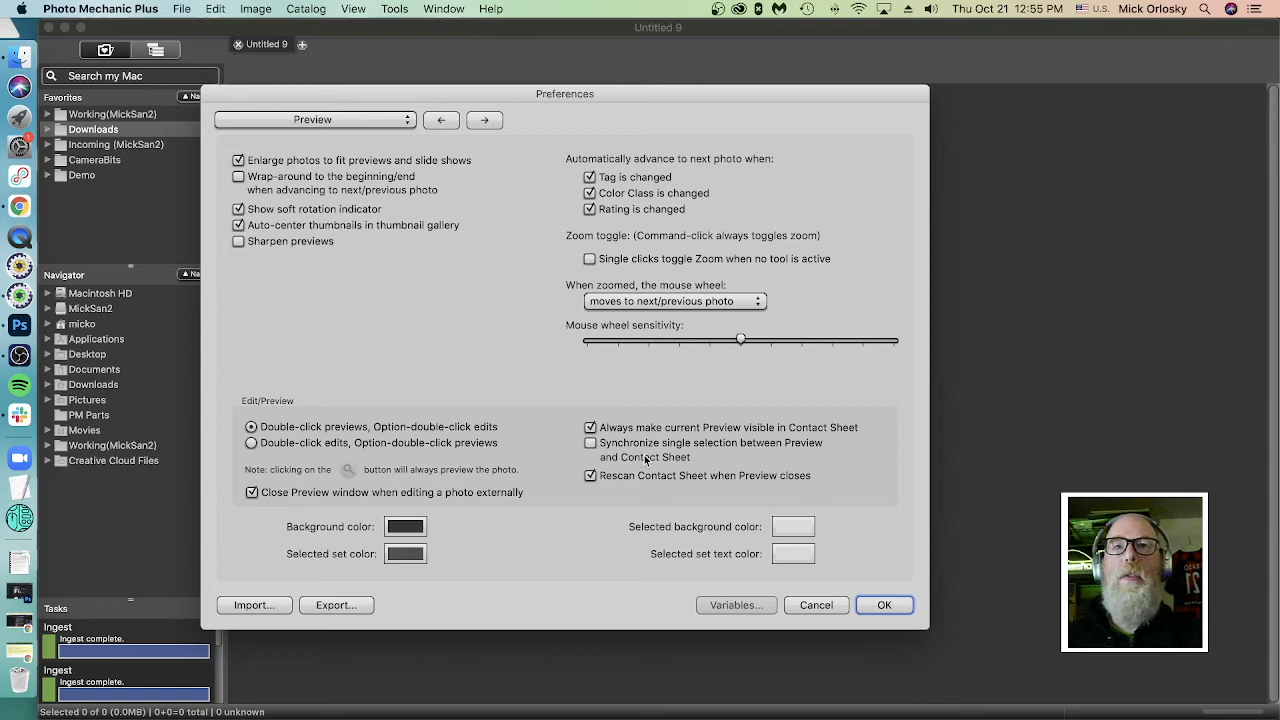 Photo Mechanic Plus File Edit Image Catalog View Tools Window Help U.S. Thu Oct 21 12:55 PM Mick Orlosky
Untitled 9
Untitled 9
Search my Mac
Favorites
Working(MickSan2)
Downloads
Incoming (MickSan2)
CameraBits
Demo
Navigator
Macintosh HD
MickSan2
micko
Applications
Desktop
Documents
Downloads
Pictures
PM Parts
Movies
Working(MickSan2)
Creative Cloud Files
Tasks
Ingest
Ingest complete.
Ingest
Ingest complete.
Preferences
Preview
Enlarge photos to fit previews and slide shows
Wrap-around to the beginning/end
when advancing to next/previous photo
Show soft rotation indicator
Auto-center thumbnails in thumbnail gallery
Sharpen previews
Automatically advance to next photo when:
Tag is changed
Color Class is changed
Rating is changed
Zoom toggle: (Command-click always toggles zoom)
Single clicks toggle Zoom when no tool is active
When zoomed, the mouse wheel:
moves to next/previous photo
Mouse wheel sensitivity:
Edit/Preview
Double-click previews, Option-double-click edits
Double-click edits, Option-double-click previews
Note: clicking on the button will always preview the photo.
Close Preview window when editing a photo externally
Always make current Preview visible in Contact Sheet
Synchronize single selection between Preview
and Contact Sheet
Rescan Contact Sheet when Preview closes
Background color:
Selected set color:
Selected background color:
Selected set text color:
Import... Export... Variables... Cancel OK
21
Selected 0 of 0 (0.0MB) | 0+0=0 total | 0 unknown